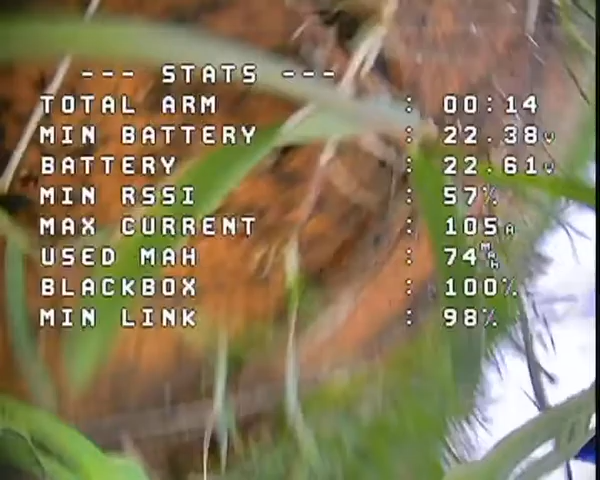 --- STATS ---
TOTAL ARM : 00:14
MIN BATTERY : 22.38V
BATTERY : 22.61V
MIN RSSI : 57%
MAX CURRENT : 105A
USED MAH : 74MAH
BLACKBOX : 100%
MIN LINK : 98%